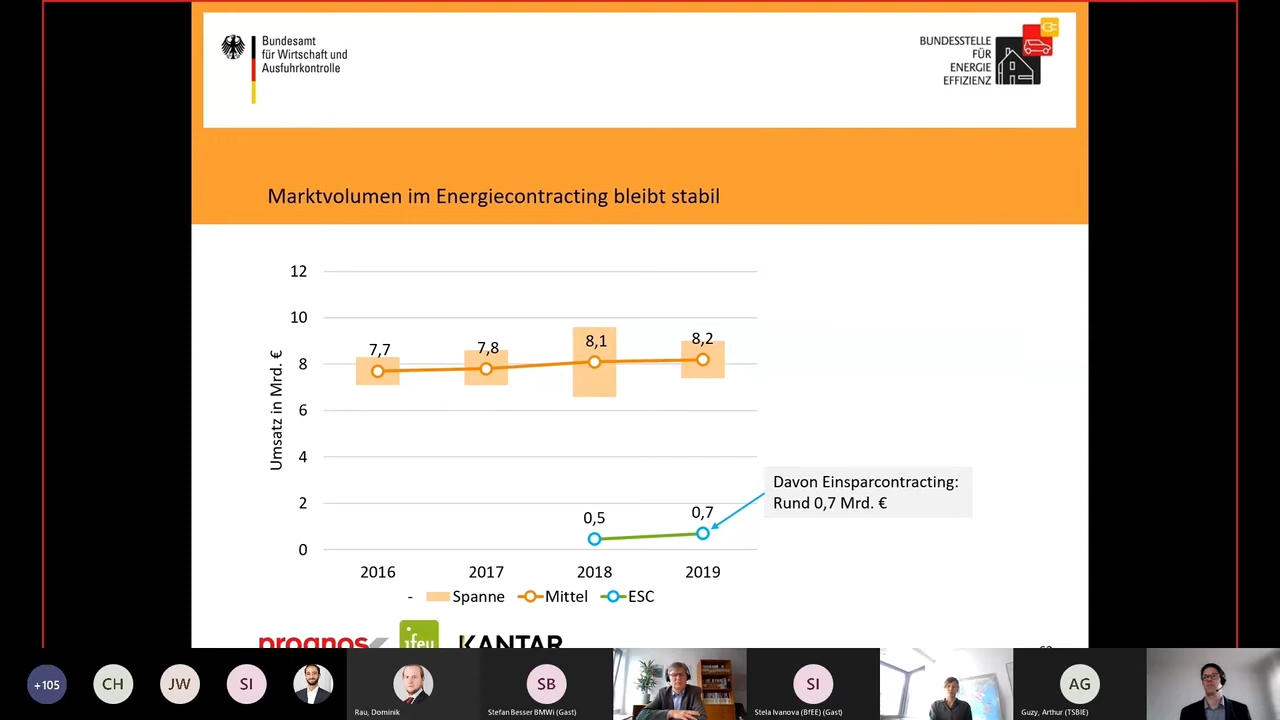 Bundesamt
für Wirtschaft und
Ausfuhrkontrolle
BUNDESSTELLE
FÜR
ENERGIE
EFFIZIENZ
Marktvolumen im Energiecontracting bleibt stabil
Umsatz in Mrd. €
12
10
8
6
4
2
0
7,7
7,8
8,1
8,2
0,5
0,7
Davon Einsparcontracting:
Rund 0,7 Mrd. €
2016 2017 2018 2019
- Spanne Mittel ESC
prognos ifeu KANTAR
+105
CH
JW
SI
Rau, Dominik
SB
Stefan Besser BMWi (Gast)
SI
Stela Ivanova (BfEE) (Gast)
AG
Guzy, Arthur (TSBIE)